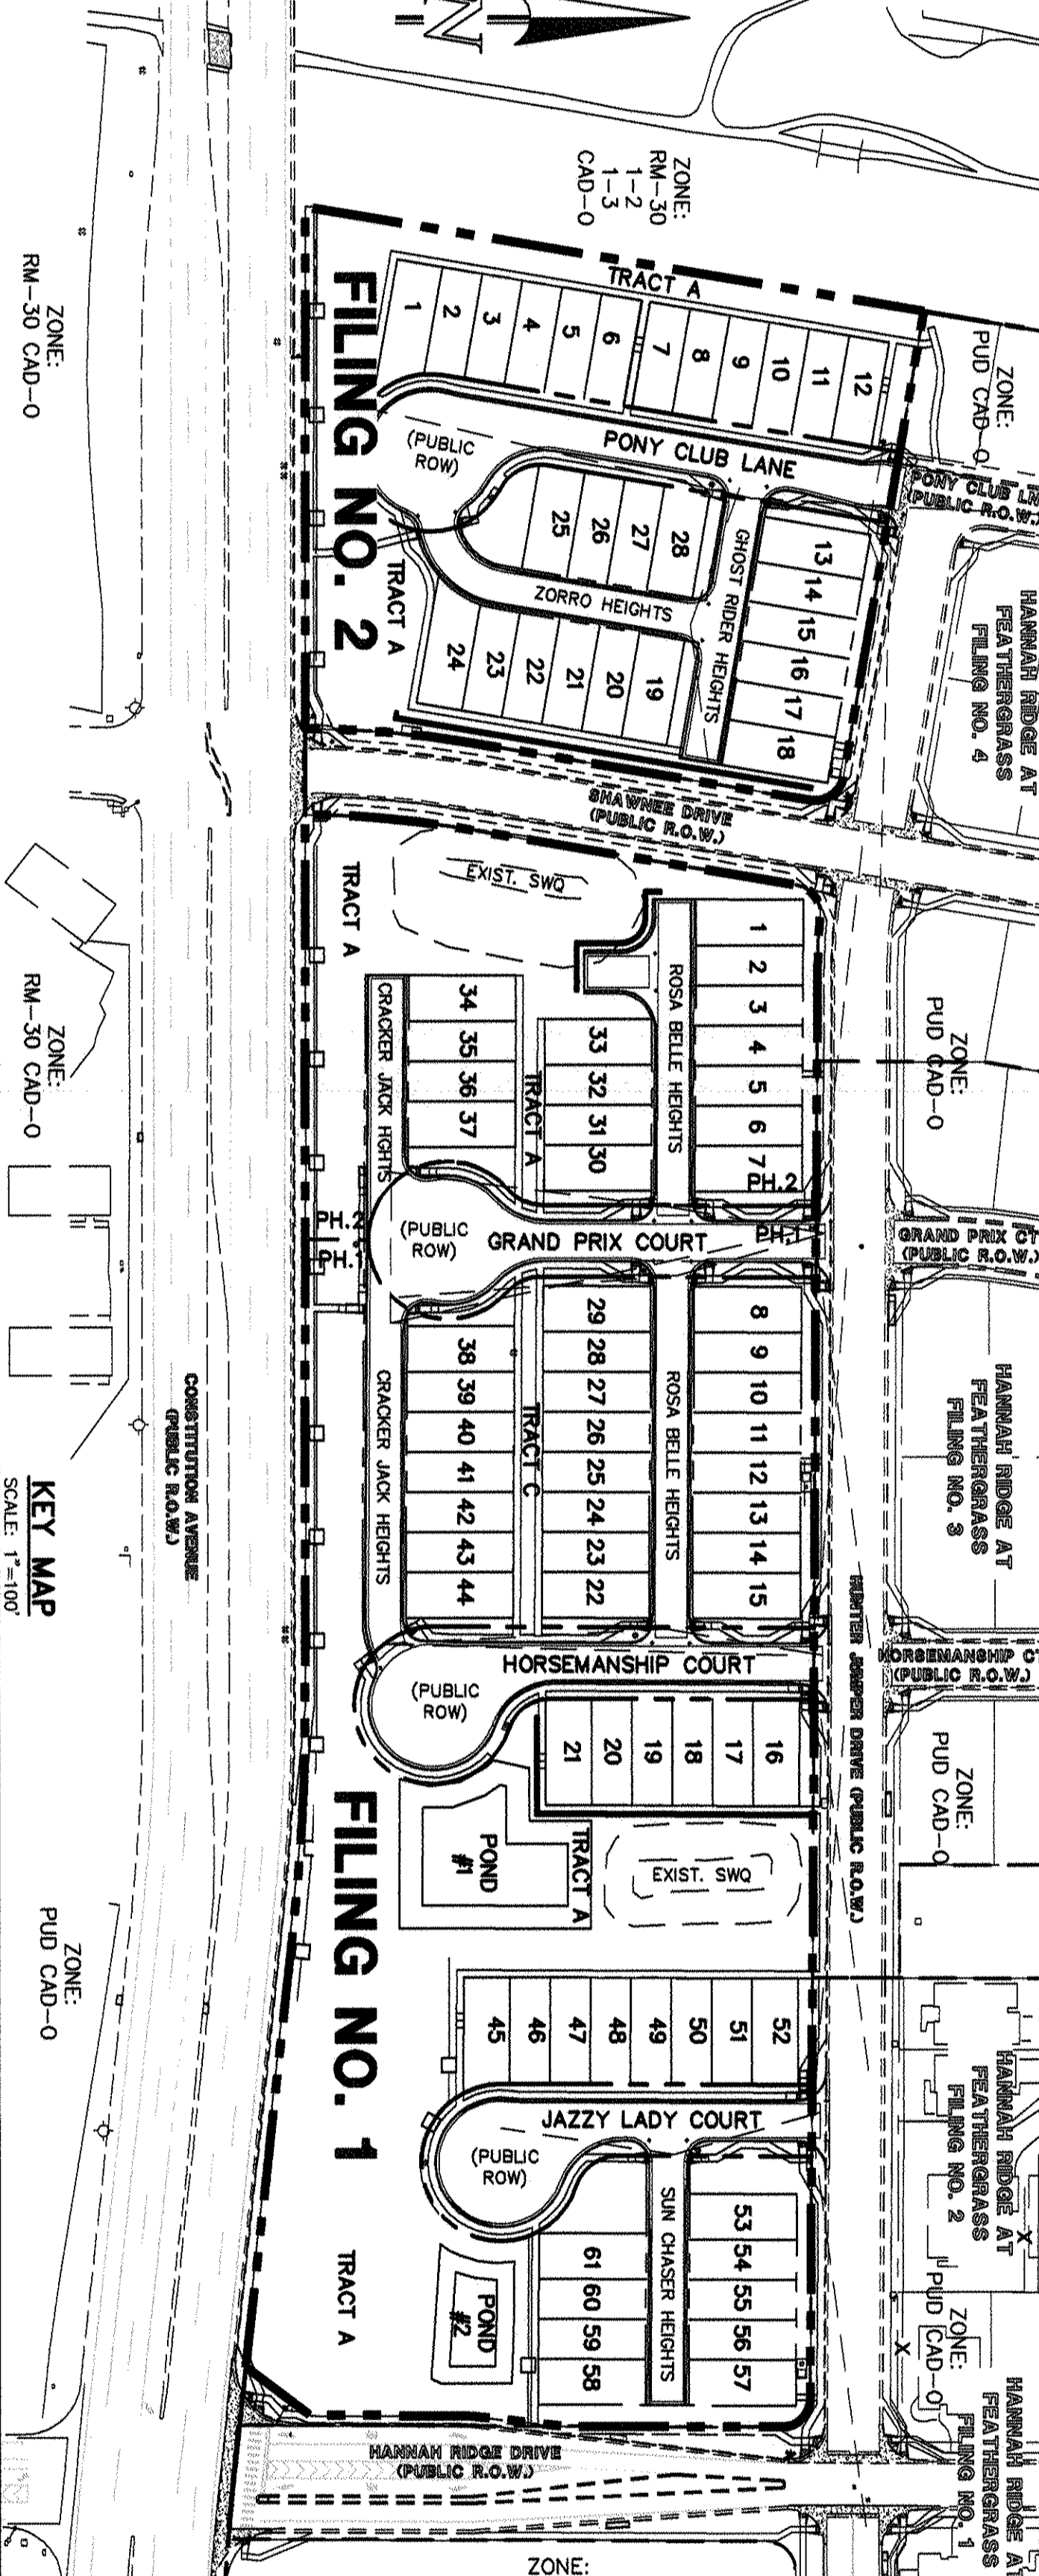 N
ZONE:
RM-30
1-2
1-3
CAD-O
ZONE:
PUD CAD-O
ZONE:
RM-30 CAD-O
FILING NO. 2
TRACT A
1
2
3
4
5
6
7
8
9
10
11
12
PONY CLUB LANE
(PUBLIC
ROW)
PONY CLUB LN
(PUBLIC R.O.W.)
25
26
27
28
GHOST RIDER HEIGHTS
13
14
15
16
17
18
ZORRO HEIGHTS
TRACT A
24
23
22
21
20
19
HANNAH RIDGE AT
FEATHERGRASS
FILING NO. 4
SHAWNEE DRIVE
(PUBLIC R.O.W.)
TRACT A
EXIST. SWQ
1
2
3
4
5
6
7
ROSA BELLE HEIGHTS
33
32
31
30
TRACT A
34
35
36
37
CRACKER JACK HGHTS
PH.2
PH.1
PH.2
PH.1
(PUBLIC
ROW)
GRAND PRIX COURT
GRAND PRIX CT
(PUBLIC R.O.W.)
ZONE:
PUD CAD-O
ZONE:
RM-30 CAD-O
8
9
10
11
12
13
14
15
ROSA BELLE HEIGHTS
29
28
27
26
25
24
23
22
TRACT C
38
39
40
41
42
43
44
CRACKER JACK HEIGHTS
HANNAH RIDGE AT
FEATHERGRASS
FILING NO. 3
CONSTITUTION AVENUE
(PUBLIC R.O.W.)
KEY MAP
SCALE: 1"=100'
HUNTER JUMPER DRIVE (PUBLIC R.O.W.)
HORSEMANSHIP COURT
(PUBLIC
ROW)
HORSEMANSHIP CT
(PUBLIC R.O.W.)
21
20
19
18
17
16
ZONE:
PUD CAD-O
FILING NO. 1
POND
#1
TRACT A
EXIST. SWQ
ZONE:
PUD CAD-O
45
46
47
48
49
50
51
52
JAZZY LADY COURT
(PUBLIC
ROW)
HANNAH RIDGE AT
FEATHERGRASS
FILING NO. 2
SUN CHASER HEIGHTS
53
54
55
56
57
61
60
59
58
POND
#2
TRACT A
X
X
ZONE:
PUD CAD-O
HANNAH RIDGE AT
FEATHERGRASS
FILING NO. 1
HANNAH RIDGE DRIVE
(PUBLIC R.O.W.)
ZONE: